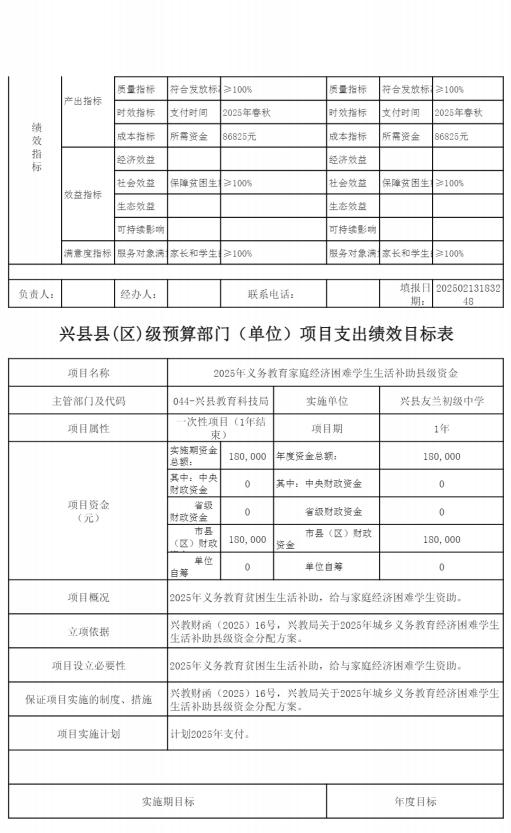 绩效指标
产出指标
质量指标 符合发放标准 ≥100% 质量指标 符合发放标准 ≥100%
时效指标 支付时间 2025年春秋 时效指标 支付时间 2025年春秋
成本指标 所需资金 86825元 成本指标 所需资金 86825元
效益指标
经济效益 经济效益
社会效益 保障贫困生 ≥100% 社会效益 保障贫困生 ≥100%
生态效益 生态效益
可持续影响 可持续影响
满意度指标 服务对象满 家长和学生 ≥100% 服务对象满 家长和学生 ≥100%
负责人： 经办人： 联系电话： 填报日期： 20250213183248
兴县县(区)级预算部门（单位）项目支出绩效目标表
项目名称 2025年义务教育家庭经济困难学生生活补助县级资金
主管部门及代码 044-兴县教育科技局 实施单位 兴县友兰初级中学
项目属性 一次性项目（1年结束） 项目期 1年
项目资金
（元）
实施期资金总额： 180,000 年度资金总额： 180,000
其中：中央财政资金 0 其中：中央财政资金 0
省级财政资金 0 省级财政资金 0
市县（区）财政 180,000 市县（区）财政资金 180,000
单位自筹 0 单位自筹 0
项目概况 2025年义务教育贫困生生活补助，给与家庭经济困难学生资助。
立项依据 兴教财函（2025）16号，兴教局关于2025年城乡义务教育经济困难学生
生活补助县级资金分配方案。
项目设立必要性 2025年义务教育贫困生生活补助，给与家庭经济困难学生资助。
保证项目实施的制度、措施 兴教财函（2025）16号，兴教局关于2025年城乡义务教育经济困难学生
生活补助县级资金分配方案。
项目实施计划 计划2025年支付。
实施期目标 年度目标